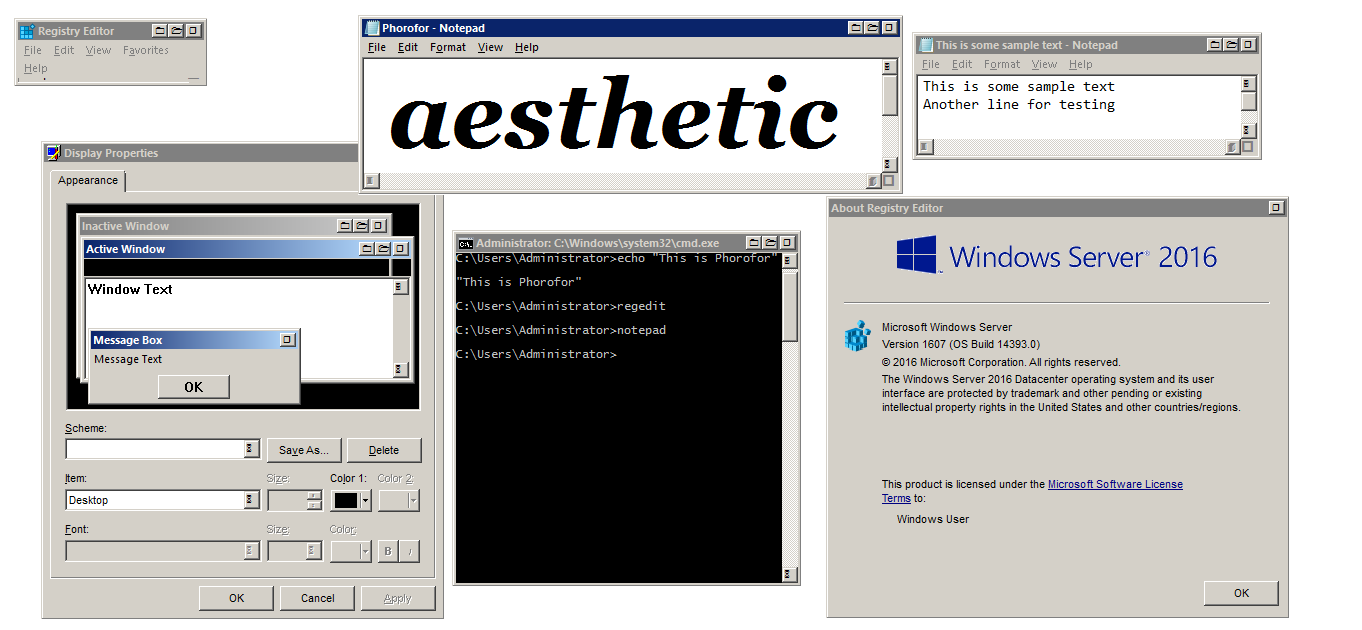 Registry Editor
File Edit View Favorites
Help
Phorofor - Notepad
File Edit Format View Help
aesthetic
This is some sample text - Notepad
File Edit Format View Help
This is some sample text
Another line for testing
Display Properties
Appearance
Inactive Window
Active Window
Window Text
Message Box
Message Text
OK
Scheme:
Save As... Delete
Item: Size: Color 1: Color 2:
Desktop
Font: Size: Color:
B /
OK Cancel Apply
Administrator: C:\Windows\system32\cmd.exe
C:\Users\Administrator>echo "This is Phorofor"
"This is Phorofor"
C:\Users\Administrator>regedit
C:\Users\Administrator>notepad
C:\Users\Administrator>
About Registry Editor
Windows Server® 2016
Microsoft Windows Server
Version 1607 (OS Build 14393.0)
© 2016 Microsoft Corporation. All rights reserved.
The Windows Server 2016 Datacenter operating system and its user
interface are protected by trademark and other pending or existing
intellectual property rights in the United States and other countries/regions.
This product is licensed under the Microsoft Software License
Terms to:
Windows User
OK